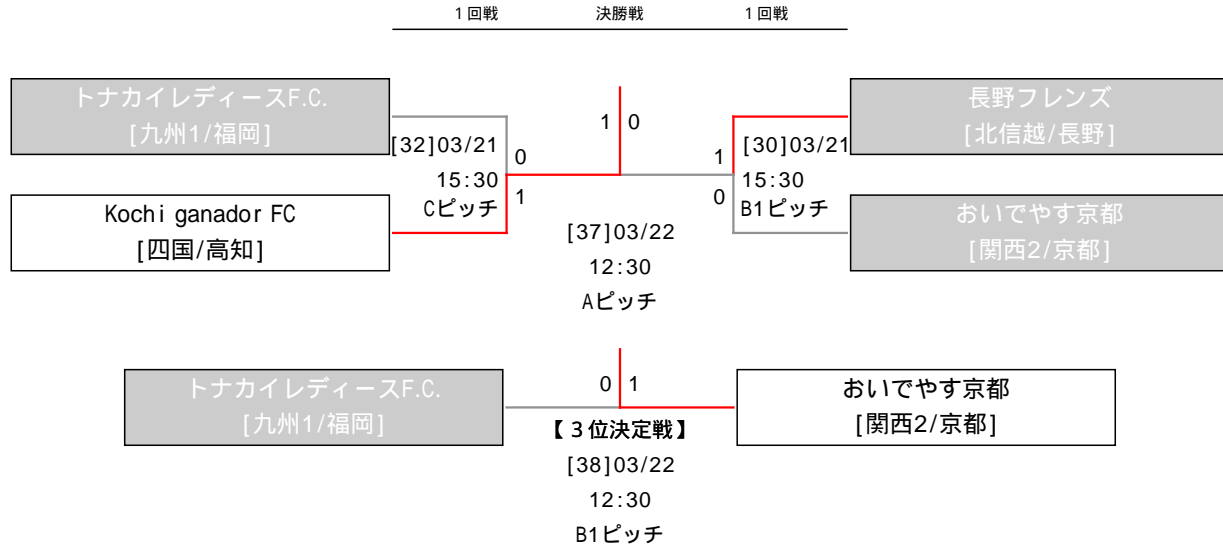 １回戦 決勝戦 １回戦
トナカイレディースF.C.
[九州1/福岡]
長野フレンズ
[北信越/長野]
1 0
[32]03/21
15:30
Cピッチ
0
1
1
0
[30]03/21
15:30
B1ピッチ
Kochi ganador FC
[四国/高知]
おいでやす京都
[関西2/京都]
[37]03/22
12:30
Aピッチ
トナカイレディースF.C.
[九州1/福岡]
0 1
おいでやす京都
[関西2/京都]
【３位決定戦】
[38]03/22
12:30
B1ピッチ